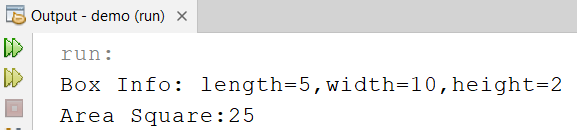 Output - demo (run)
run:
Box Info: length=5,width=10,height=2
Area Square:25